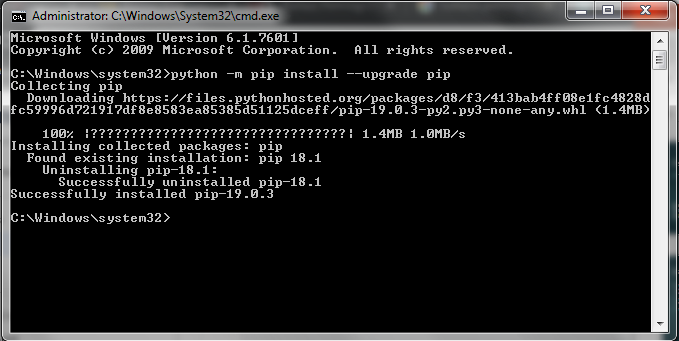 Administrator: C:\Windows\System32\cmd.exe
Microsoft Windows [Version 6.1.7601]
Copyright (c) 2009 Microsoft Corporation.  All rights reserved.
C:\Windows\system32>python -m pip install --upgrade pip
Collecting pip
  Downloading https://files.pythonhosted.org/packages/d8/f3/413bab4ff08e1fc4828d
fc59996d721917df8e8583ea85385d51125dceff/pip-19.0.3-py2.py3-none-any.whl (1.4MB)
    100% |????????????????????????????????| 1.4MB 1.0MB/s
Installing collected packages: pip
  Found existing installation: pip 18.1
    Uninstalling pip-18.1:
      Successfully uninstalled pip-18.1
Successfully installed pip-19.0.3
C:\Windows\system32>